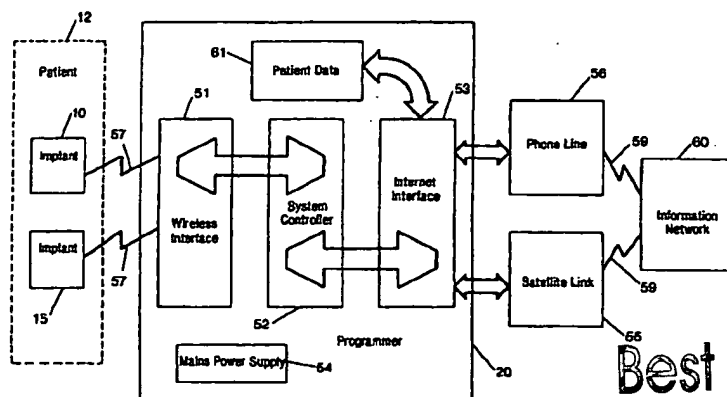 12
Patient
10
Implant
57
Implant
15
57
61
Patient Data
51
Wireless
Interface
System
Controller
52
53
Internet
Interface
Programmer
Mains Power Supply
54
20
56
Phone Line
59
60
Information
Network
Satellite Link
59
55
Best